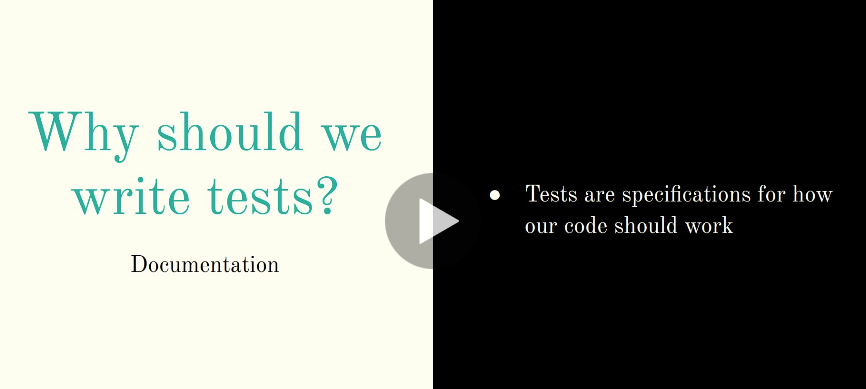 Why should we
write tests?
Documentation
● Tests are specifications for how
our code should work